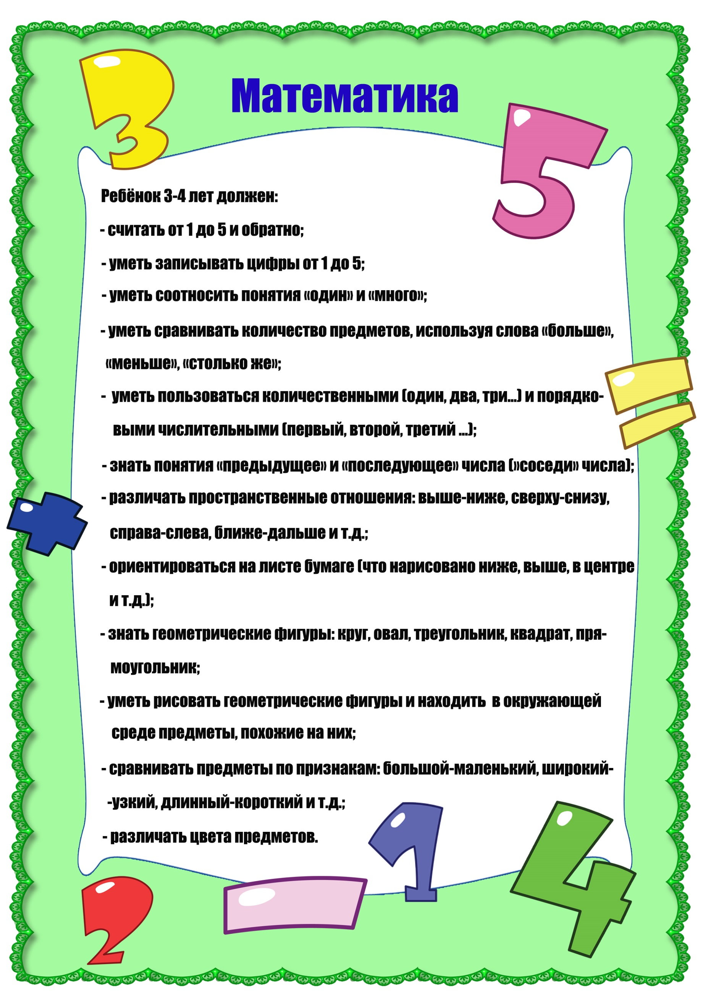 Математика
3
5
Ребёнок 3-4 лет должен:
- считать от 1 до 5 и обратно;
- уметь записывать цифры от 1 до 5;
- уметь соотносить понятия «один» и «много»;
- уметь сравнивать количество предметов, используя слова «больше»,
«меньше», «столько же»;
- уметь пользоваться количественными (один, два, три...) и порядко-
выми числительными (первый, второй, третий ...);
=
- знать понятия «предыдущее» и «последующее» числа (»соседи» числа);
- различать пространственные отношения: выше-ниже, сверху-снизу,
+
справа-слева, ближе-дальше и т.д.;
- ориентироваться на листе бумаге (что нарисовано ниже, выше, в центре
и т.д.);
- знать геометрические фигуры: круг, овал, треугольник, квадрат, пря-
моугольник;
- уметь рисовать геометрические фигуры и находить в окружающей
среде предметы, похожие на них;
- сравнивать предметы по признакам: большой-маленький, широкий-
-узкий, длинный-короткий и т.д.;
- различать цвета предметов.
1
4
2
-